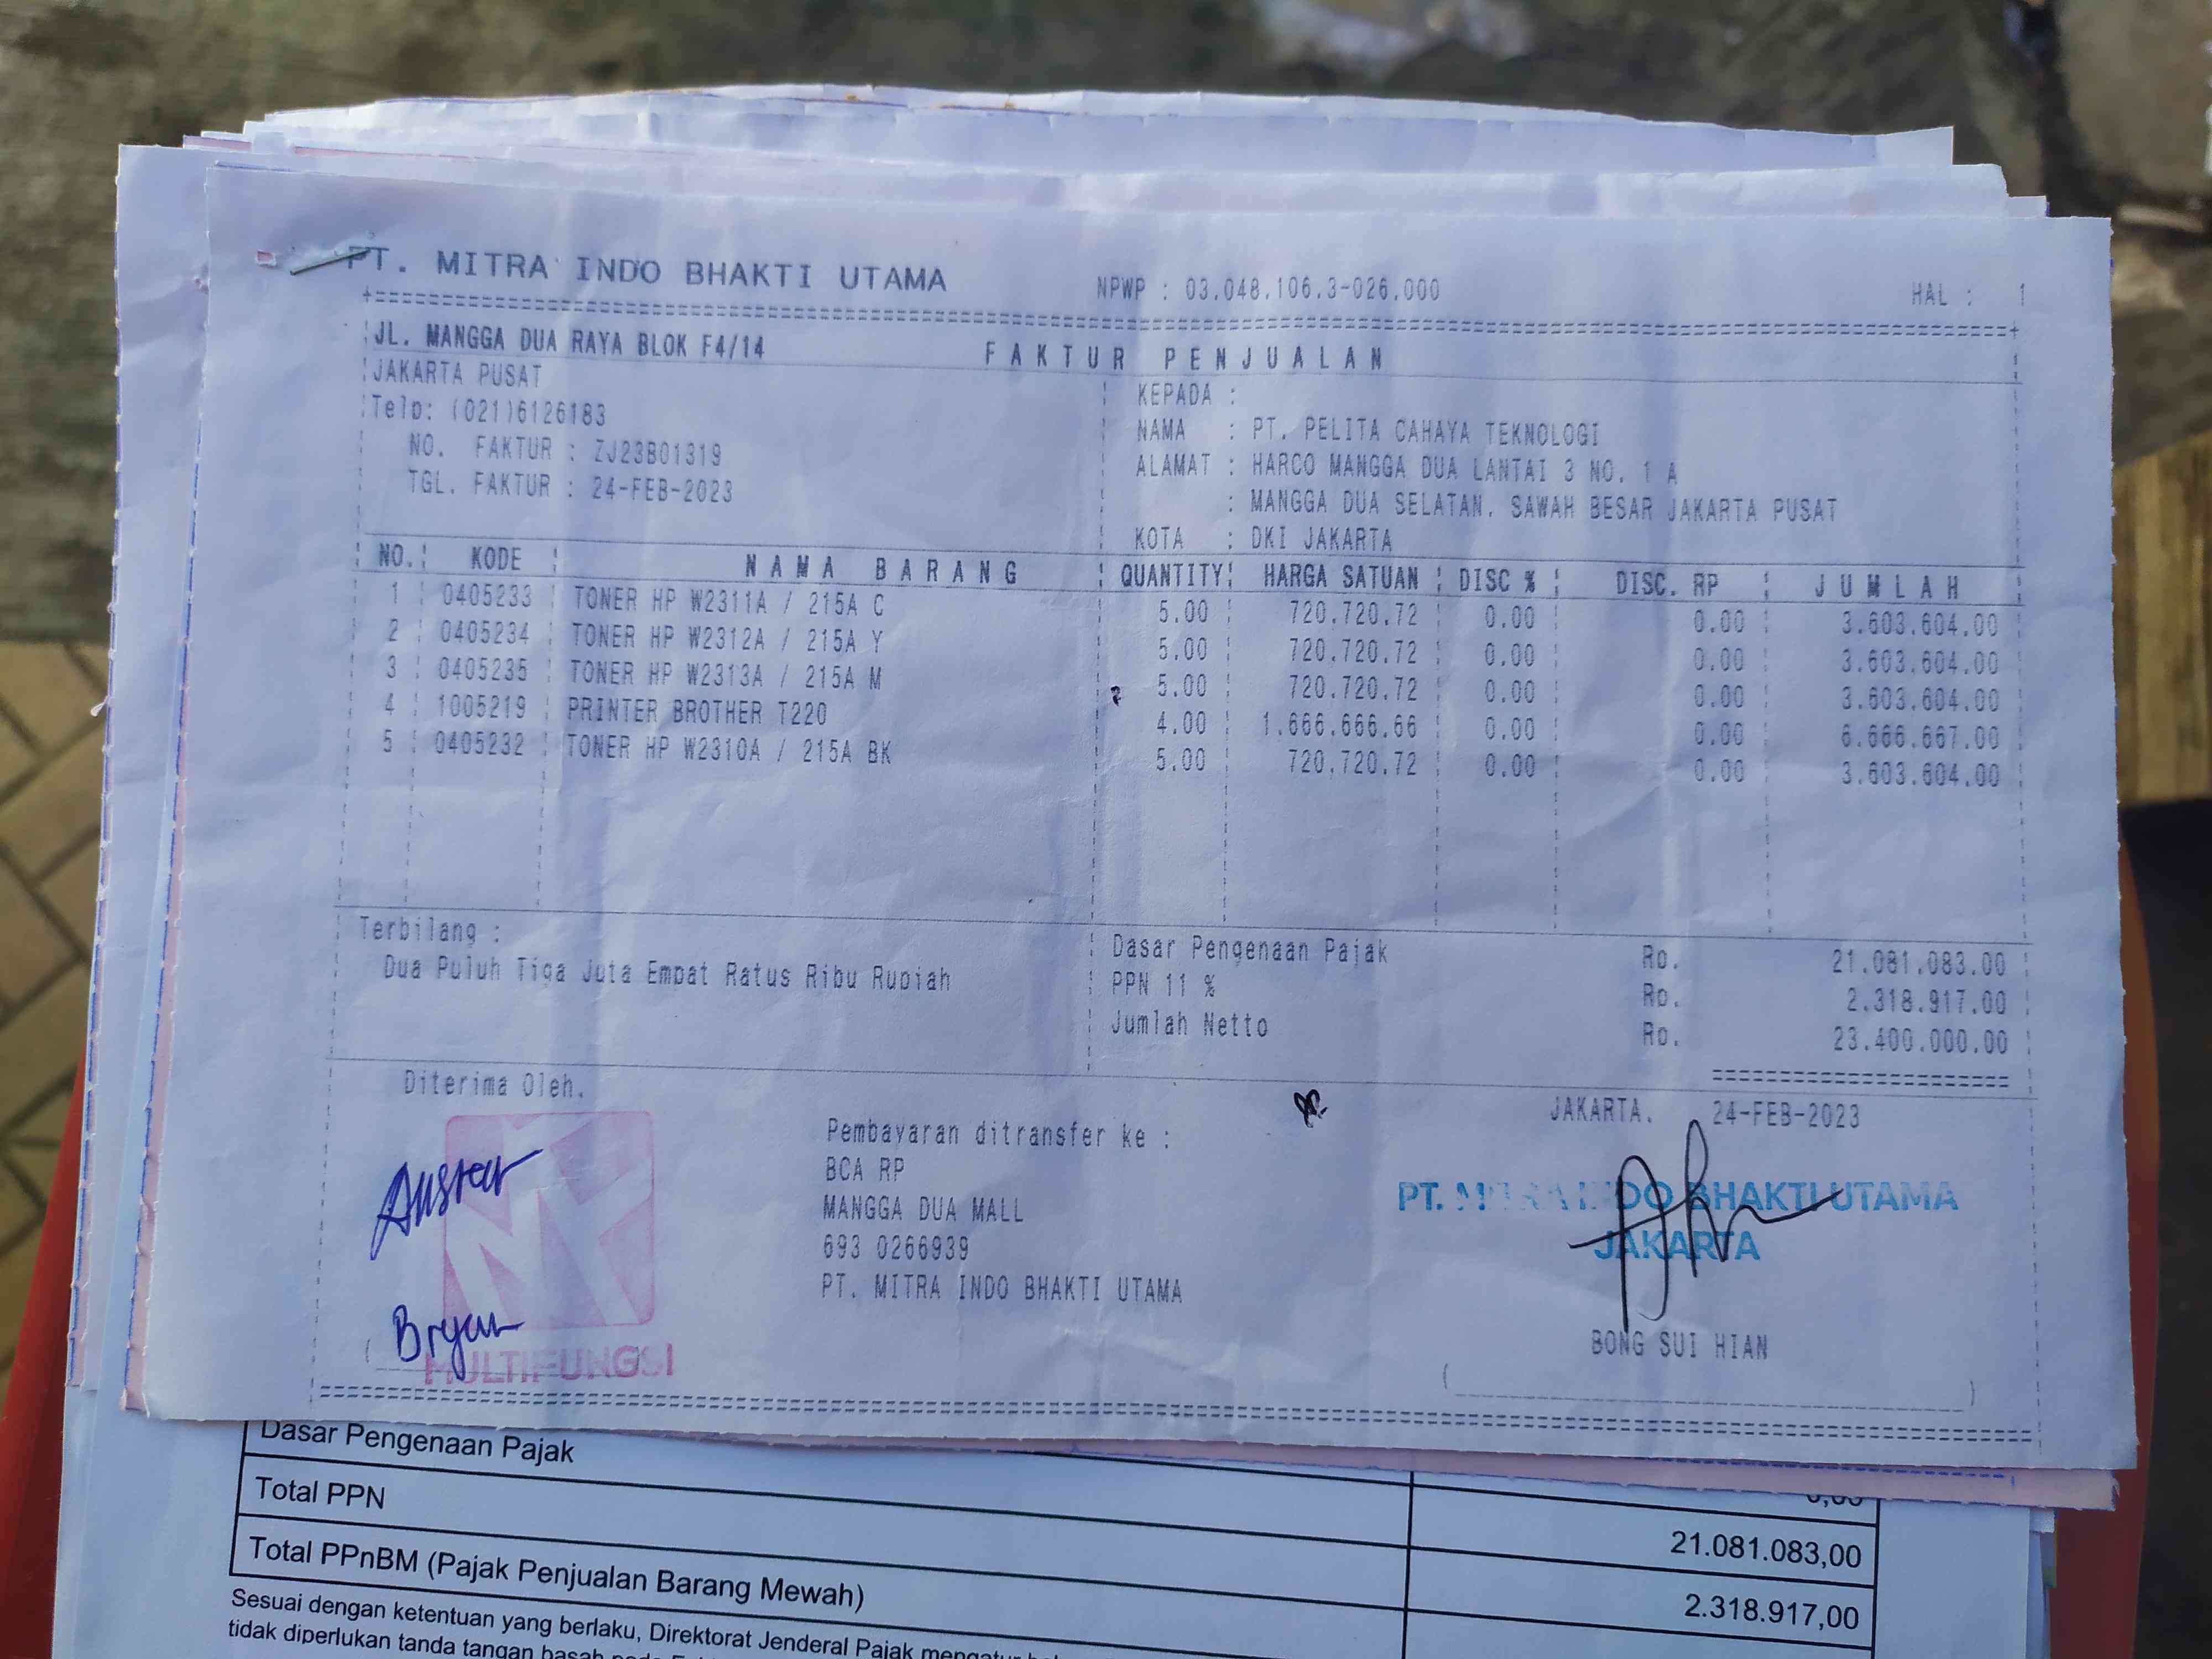 PT. MITRA INDO BHAKTI UTAMA NPWP : 03.048.106.3-026.000 HAL : 1
JL. MANGGA DUA RAYA BLOK F4/14 FAKTUR PENJUALAN
JAKARTA PUSAT
Telp: (021)6126183
NO. FAKTUR : ZJ23B01319
TGL. FAKTUR : 24-FEB-2023
KEPADA :
NAMA : PT. PELITA CAHAYA TEKNOLOGI
ALAMAT : HARCO MANGGA DUA LANTAI 3 NO. 1 A
: MANGGA DUA SELATAN. SAWAH BESAR JAKARTA PUSAT
KOTA : DKI JAKARTA
NO. KODE NAMA BARANG QUANTITY HARGA SATUAN DISC % DISC. RP JUMLAH
1 0405233 TONER HP W2311A / 215A C 5.00 720.720.72 0.00 0.00 3.603.604.00
2 0405234 TONER HP W2312A / 215A Y 5.00 720.720.72 0.00 0.00 3.603.604.00
3 0405235 TONER HP W2313A / 215A M 5.00 720.720.72 0.00 0.00 3.603.604.00
4 1005219 PRINTER BROTHER T220 4.00 1.666.666.66 0.00 0.00 6.666.667.00
5 0405232 TONER HP W2310A / 215A BK 5.00 720.720.72 0.00 0.00 3.603.604.00
Terbilang :
Dua Puluh Tiga Juta Empat Ratus Ribu Rupiah
Dasar Pengenaan Pajak Rp. 21.081.083.00
PPN 11 % Rp. 2.318.917.00
Jumlah Netto Rp. 23.400.000.00
Diterima Oleh.
Bryan
MULTIFUNGSI
Pembayaran ditransfer ke :
BCA RP
MANGGA DUA MALL
693 0266939
PT. MITRA INDO BHAKTI UTAMA
JAKARTA. 24-FEB-2023
PT. MITRA INDO BHAKTI UTAMA
JAKARTA
BONG SUI HIAN
Dasar Pengenaan Pajak
Total PPN 21.081.083,00
Total PPnBM (Pajak Penjualan Barang Mewah) 2.318.917,00
Sesuai dengan ketentuan yang berlaku, Direktorat Jenderal Pajak mengatur
tidak diperlukan tanda tangan basah